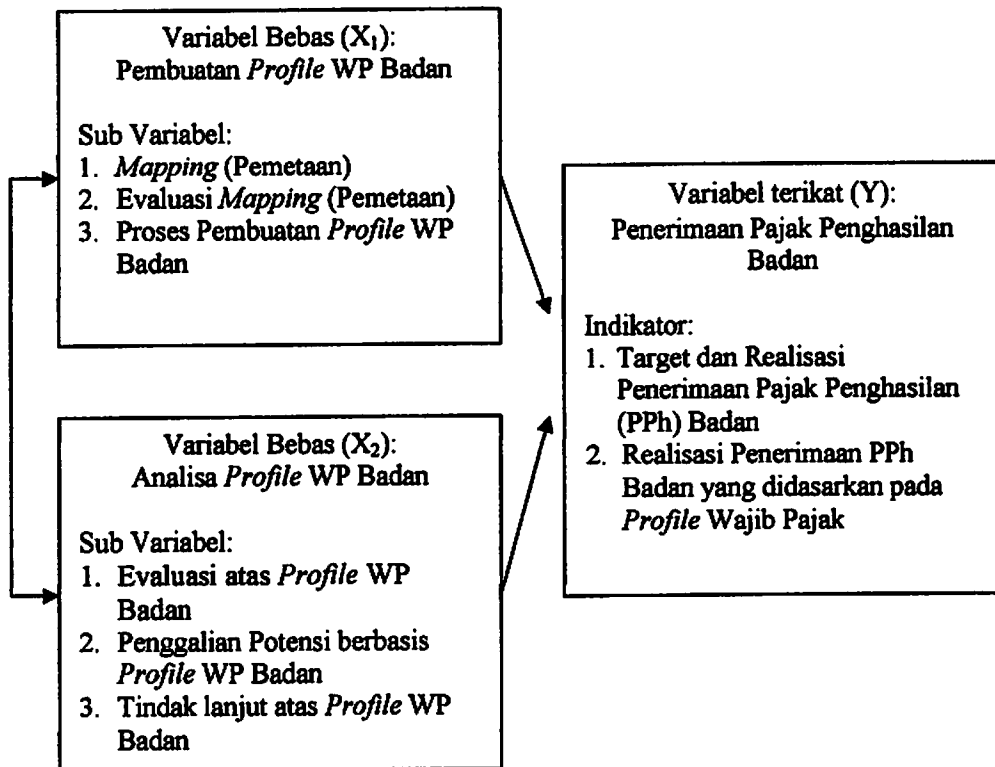 Variabel Bebas (X₁):
Pembuatan Profile WP Badan
Sub Variabel:
1. Mapping (Pemetaan)
2. Evaluasi Mapping (Pemetaan)
3. Proses Pembuatan Profile WP
Badan
Variabel Bebas (X₂):
Analisa Profile WP Badan
Sub Variabel:
1. Evaluasi atas Profile WP
Badan
2. Penggalian Potensi berbasis
Profile WP Badan
3. Tindak lanjut atas Profile WP
Badan
Variabel terikat (Y):
Penerimaan Pajak Penghasilan
Badan
Indikator:
1. Target dan Realisasi
Penerimaan Pajak Penghasilan
(PPh) Badan
2. Realisasi Penerimaan PPh
Badan yang didasarkan pada
Profile Wajib Pajak